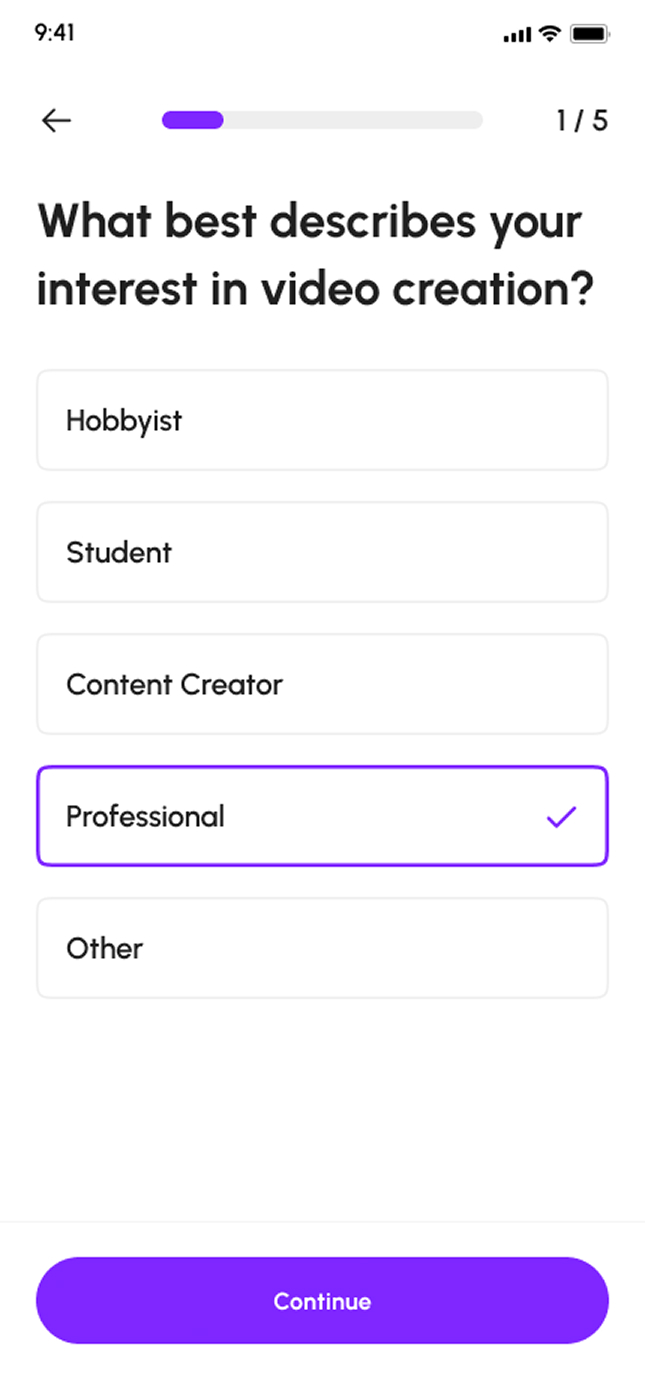 9:41
1 / 5
What best describes your
interest in video creation?
Hobbyist
Student
Content Creator
Professional
Other
Continue